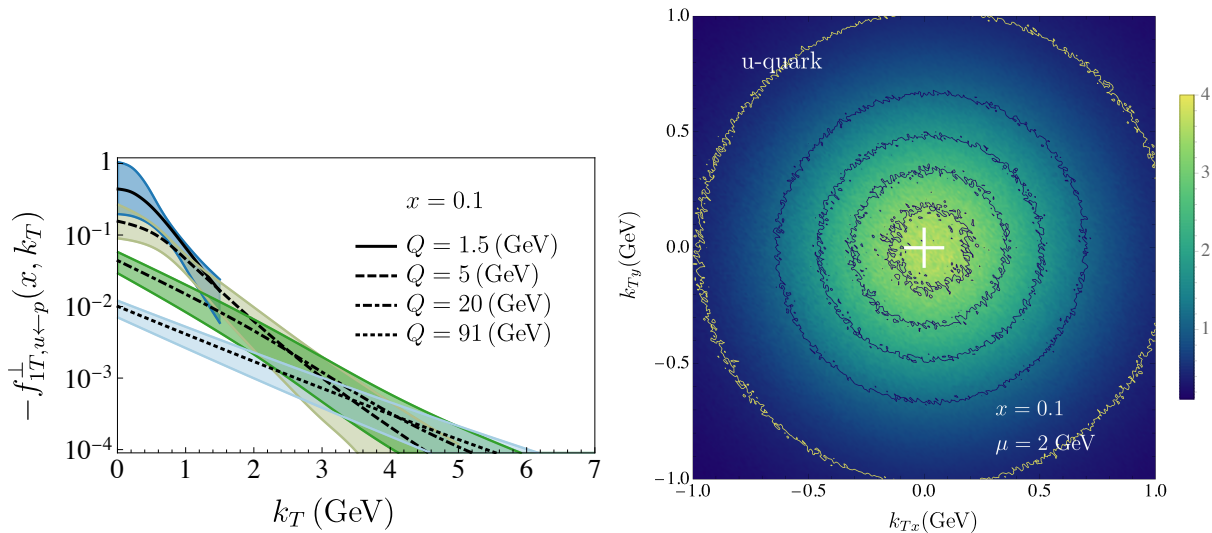 1
10⁻¹
10⁻²
10⁻³
10⁻⁴
−f⊥1T,u←p(x, kT)
x = 0.1
Q = 1.5 (GeV)
Q = 5 (GeV)
Q = 20 (GeV)
Q = 91 (GeV)
0 1 2 3 4 5 6 7
kT (GeV)
u-quark
1.0
0.5
0.0
−0.5
−1.0
kTy(GeV)
x = 0.1
μ = 2 GeV
−1.0 −0.5 0.0 0.5 1.0
kTx(GeV)
4
3
2
1